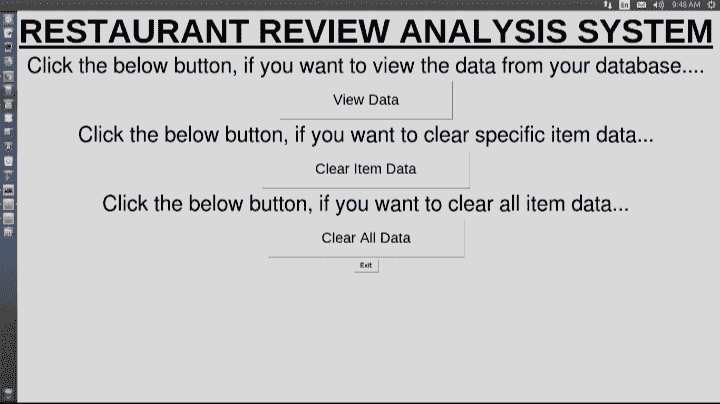 En 9:48 AM
RESTAURANT REVIEW ANALYSIS SYSTEM
Click the below button, if you want to view the data from your database....
View Data
Click the below button, if you want to clear specific item data...
Clear Item Data
Click the below button, if you want to clear all item data...
Clear All Data
Exit